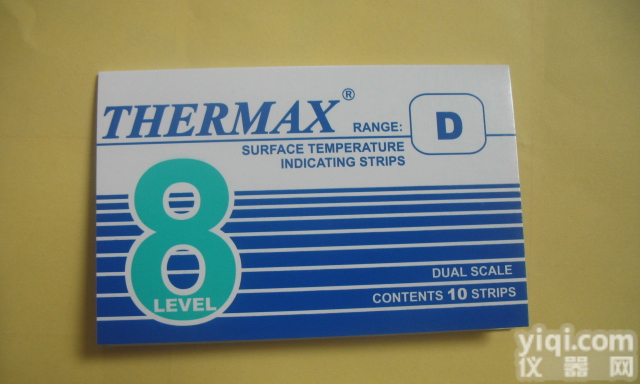 THERMAX®
RANGE: D
SURFACE TEMPERATURE
INDICATING STRIPS
8
LEVEL
DUAL SCALE
CONTENTS 10 STRIPS
yiqi.com
仪器网